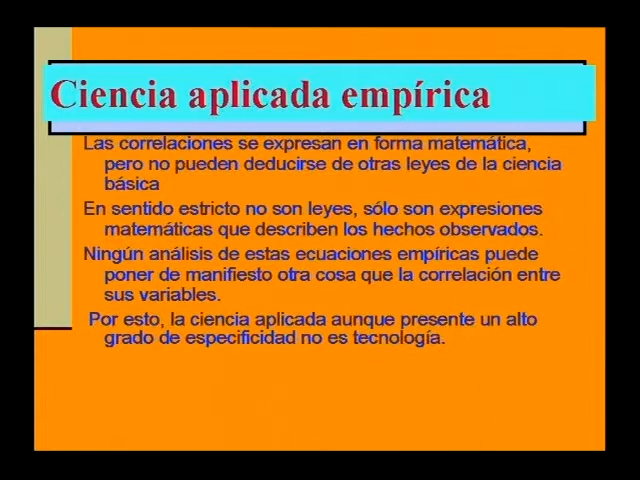 Ciencia aplicada empírica
Las correlaciones se expresan en forma matemática,
pero no pueden deducirse de otras leyes de la ciencia
básica
En sentido estricto no son leyes, sólo son expresiones
matemáticas que describen los hechos observados.
Ningún análisis de estas ecuaciones empíricas puede
poner de manifiesto otra cosa que la correlación entre
sus variables.
Por esto, la ciencia aplicada aunque presente un alto
grado de especificidad no es tecnología.